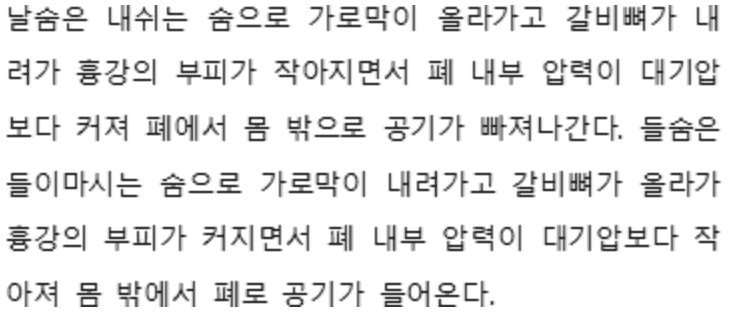 날숨은 내쉬는 숨으로 가로막이 올라가고 갈비뼈가 내
려가 흉강의 부피가 작아지면서 폐 내부 압력이 대기압
보다 커져 폐에서 몸 밖으로 공기가 빠져나간다. 들숨은
들이마시는 숨으로 가로막이 내려가고 갈비뼈가 올라가
흉강의 부피가 커지면서 폐 내부 압력이 대기압보다 작
아져 몸 밖에서 폐로 공기가 들어온다.